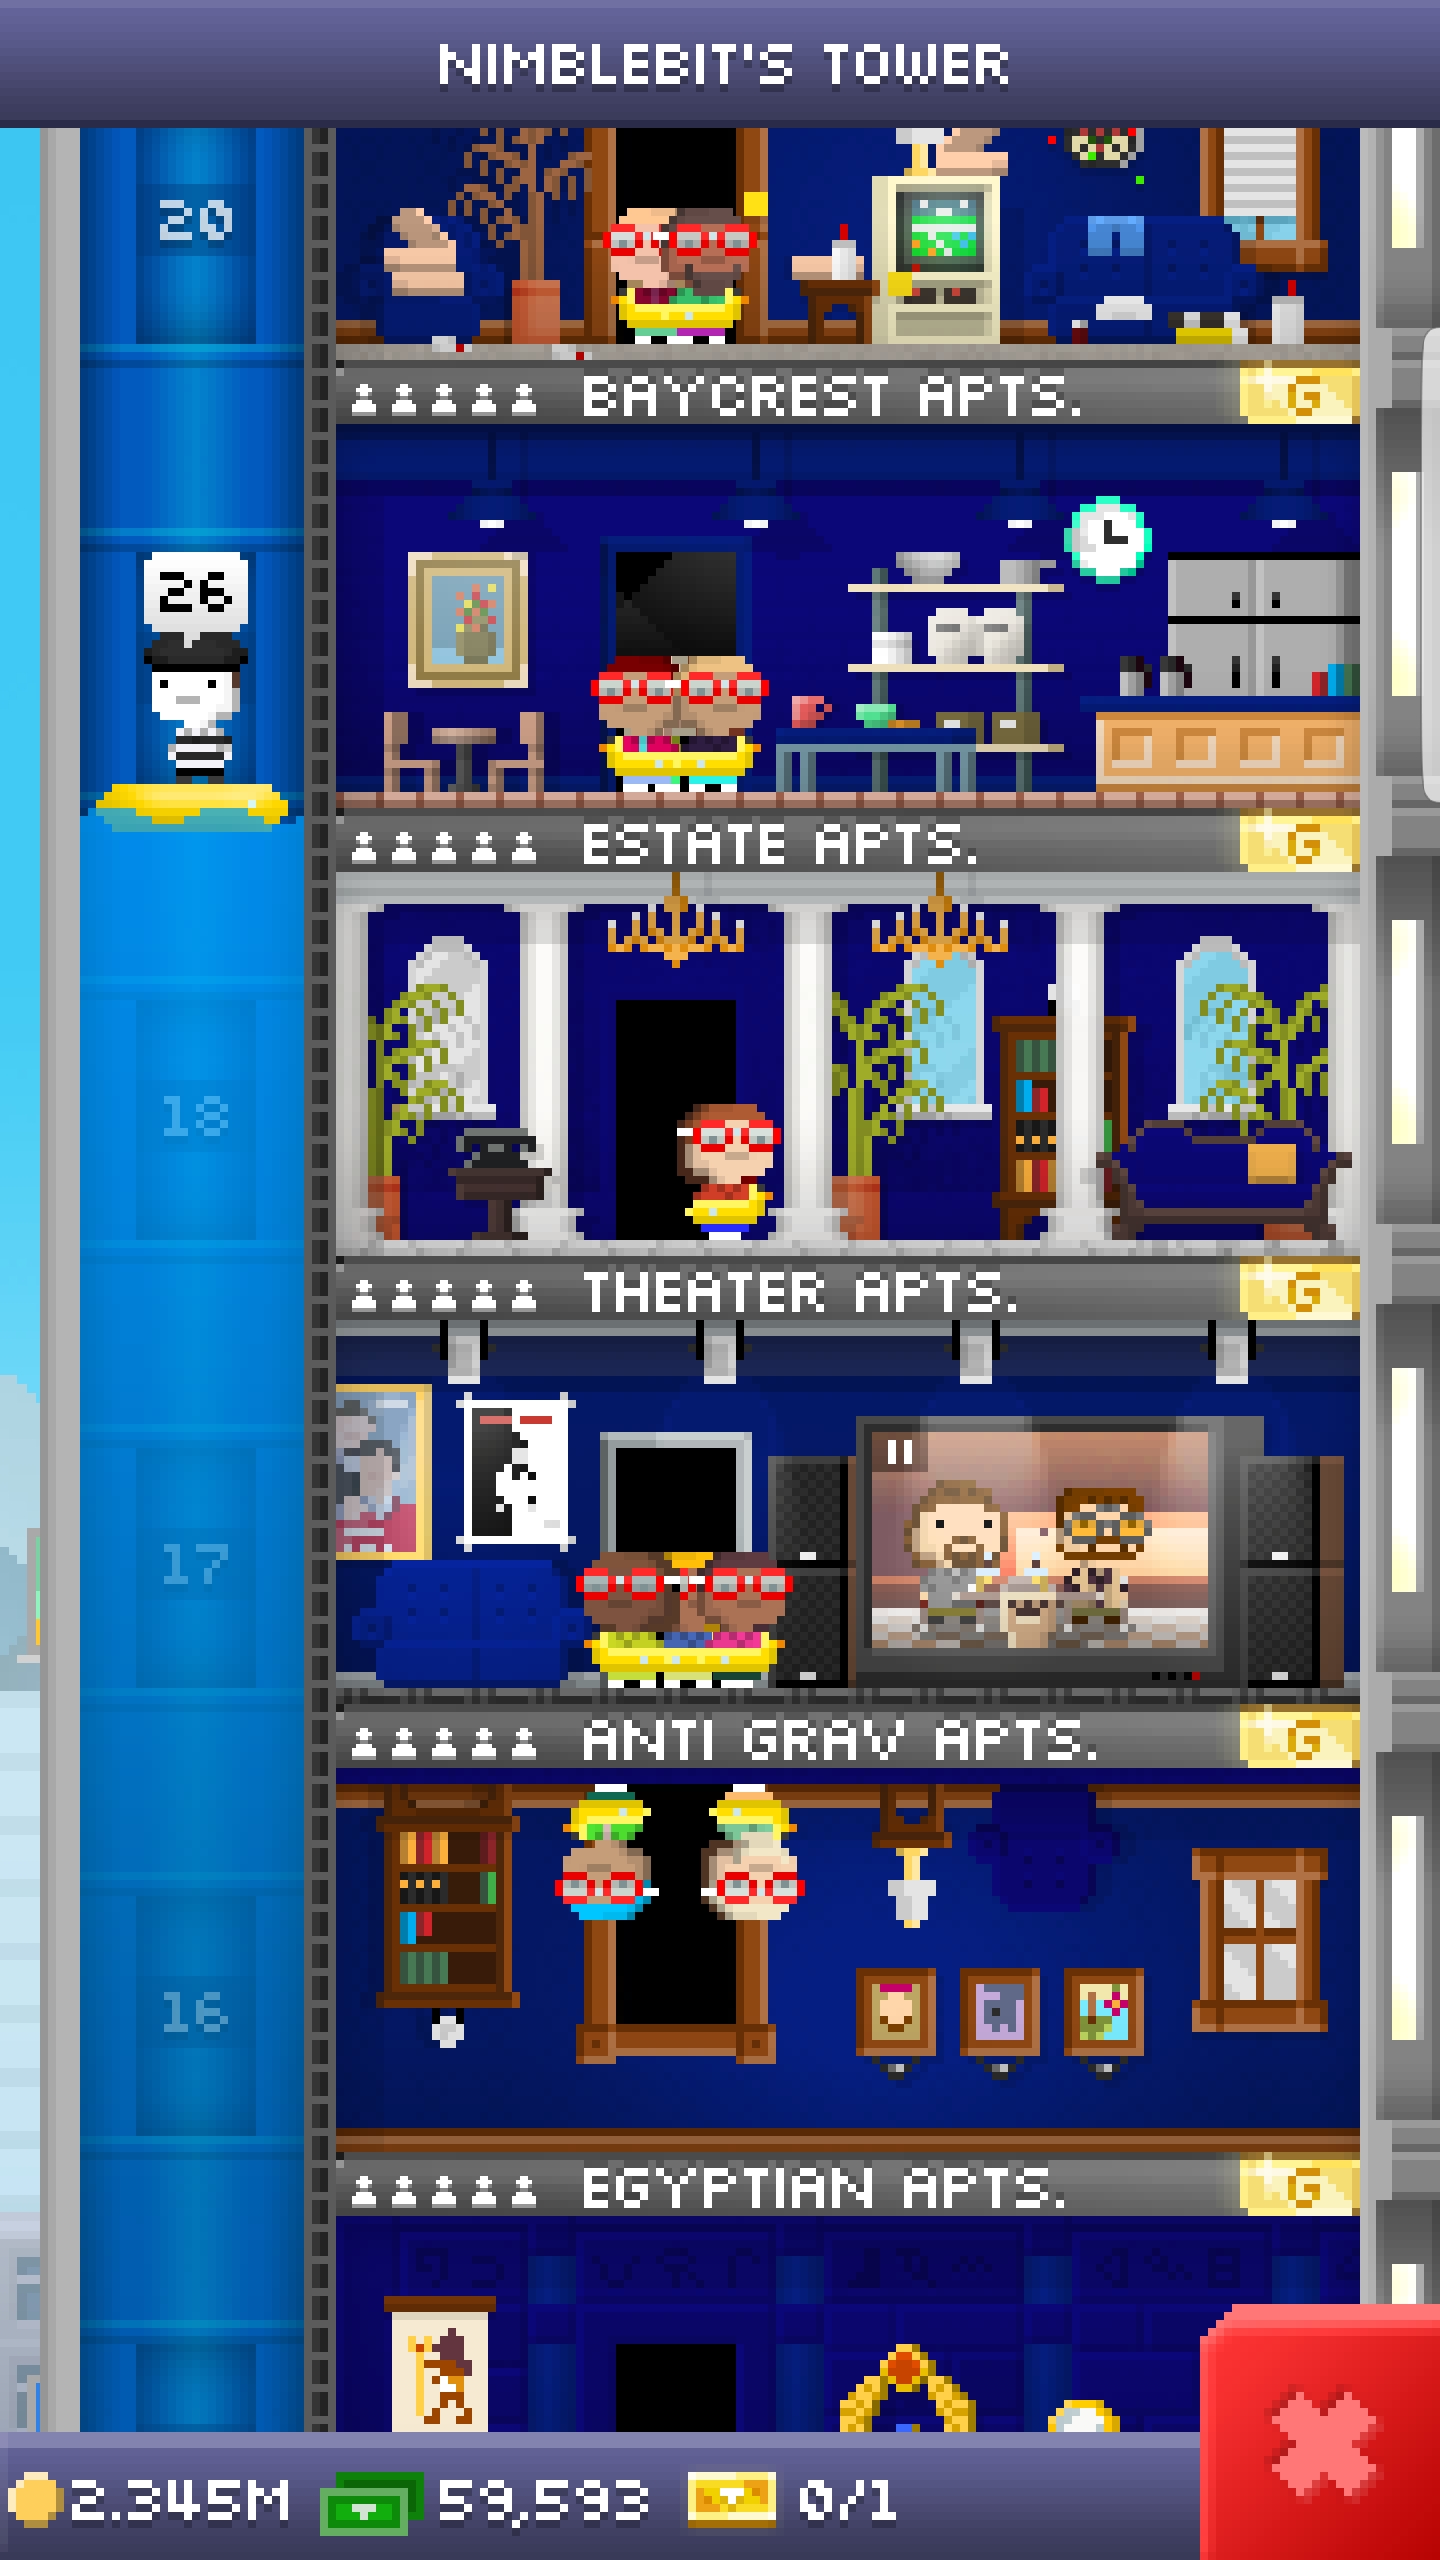 NIMBLEBIT'S TOWER
20
BAYCREST APTS. G
26
ESTATE APTS. G
18
THEATER APTS. G
17
ANTI GRAV APTS. G
16
EGYPTIAN APTS. G
2.345M 59,593 0/1